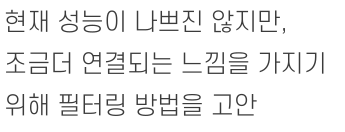 현재 성능이 나쁘진 않지만,
조금더 연결되는 느낌을 가지기
위해 필터링 방법을 고안